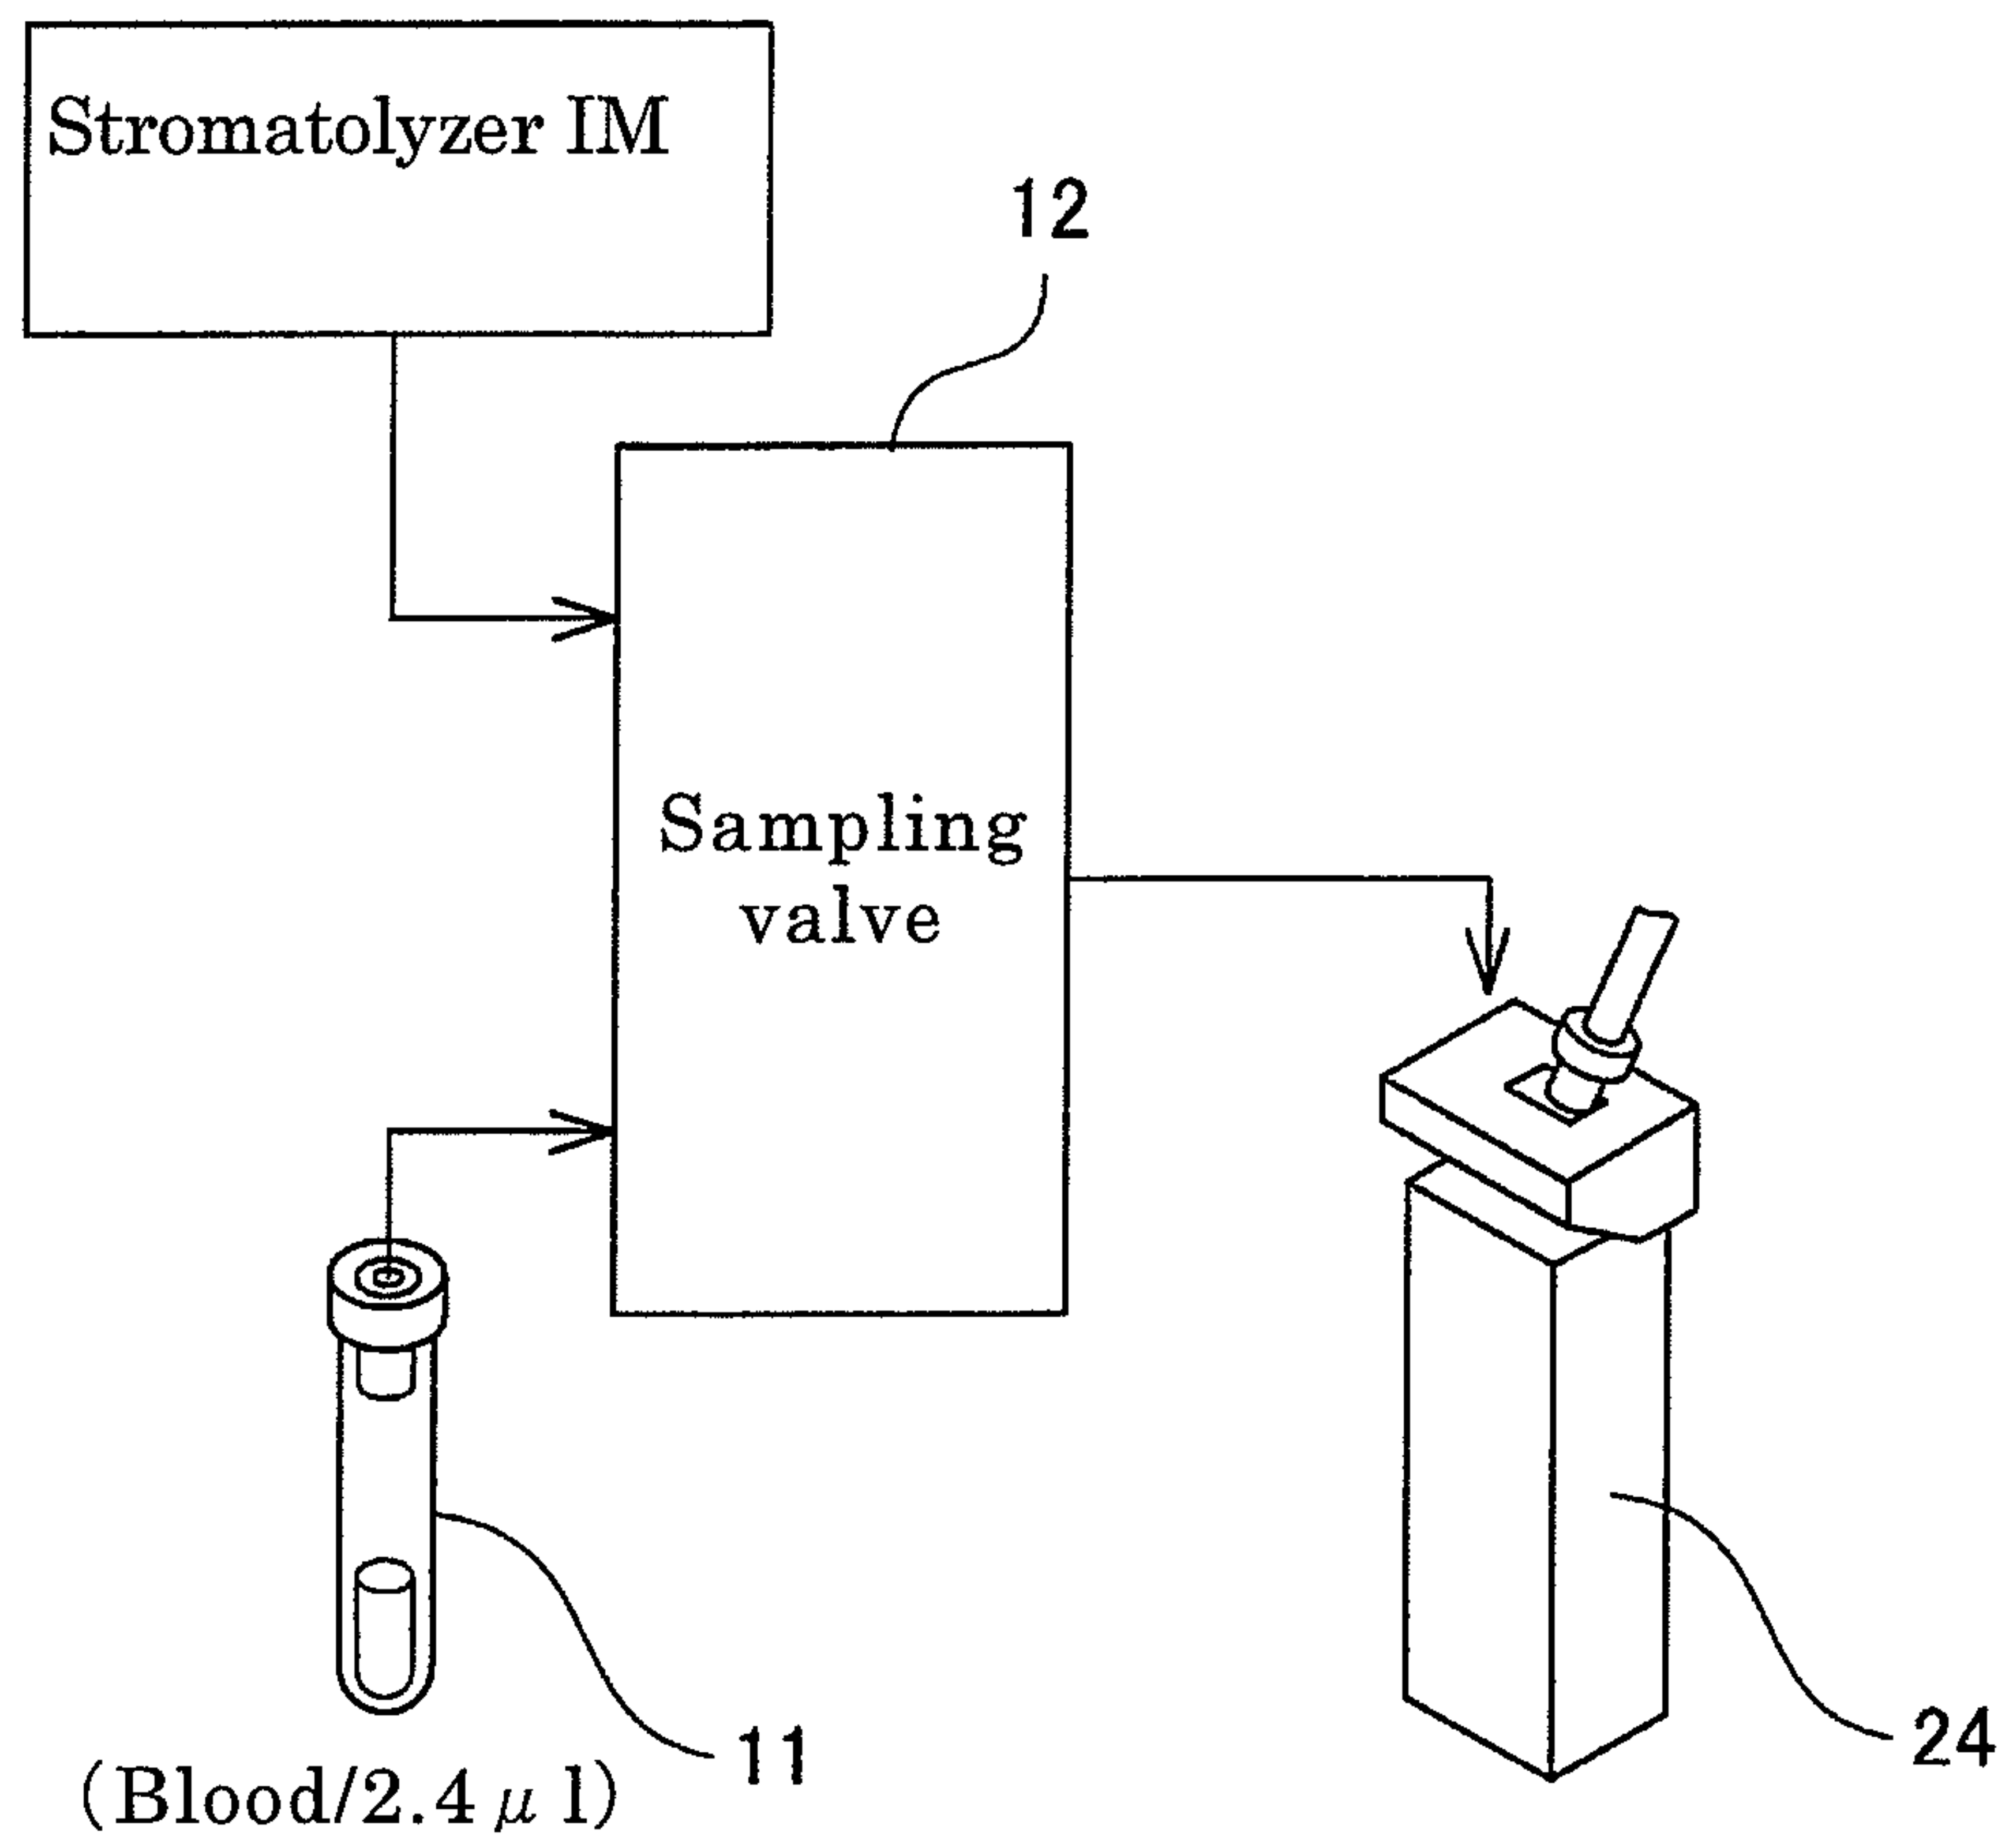 Stromatolyzer IM
12
Sampling
valve
11
24
(Blood/2.4 μ l)